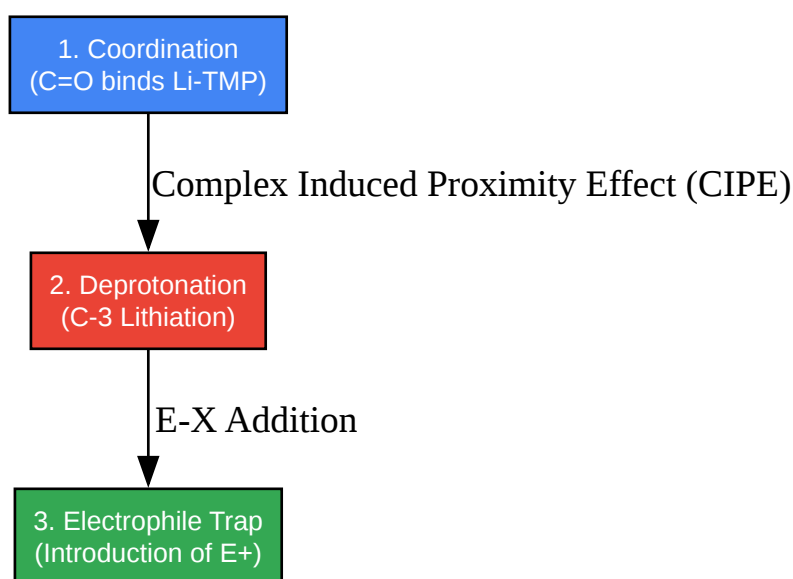 1. Coordination
(C=O binds Li-TMP)
Complex Induced Proximity Effect (CIPE)
2. Deprotonation
(C-3 Lithiation)
E-X Addition
3. Electrophile Trap
(Introduction of E+)